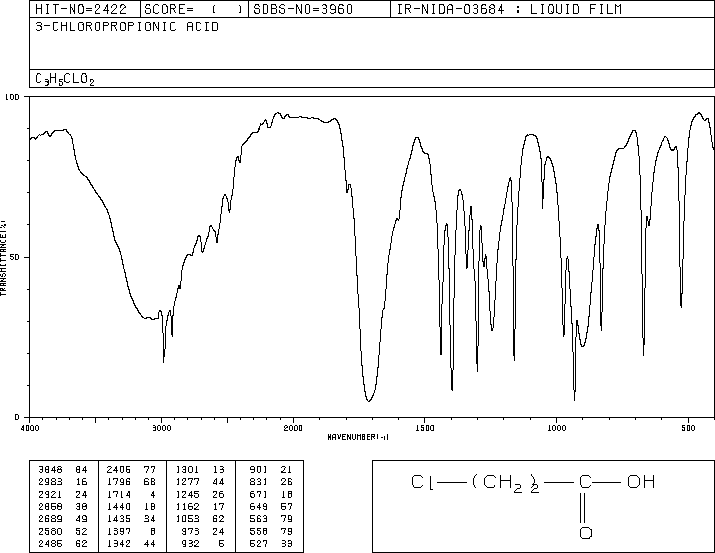 HIT-NO=2422 SCORE= ( ) SDBS-NO=3960 IR-NIDA-03684 : LIQUID FILM
3-CHLOROPROPIONIC ACID
C3H5CLO2
100
50
0
TRANSMITTANCE(%)
4000 3000 2000 1500 1000 500
WAVENUMBER(-1)
3848 84 2406 77 1301 13 901 21
2983 16 1796 68 1277 44 831 26
2921 24 1714 4 1245 26 671 18
2858 38 1440 18 1162 17 649 57
2689 49 1435 34 1053 62 563 79
2580 52 1397 8 973 24 558 79
2485 62 1342 44 932 5 527 33
Cl—(CH2)2—C—OH
O